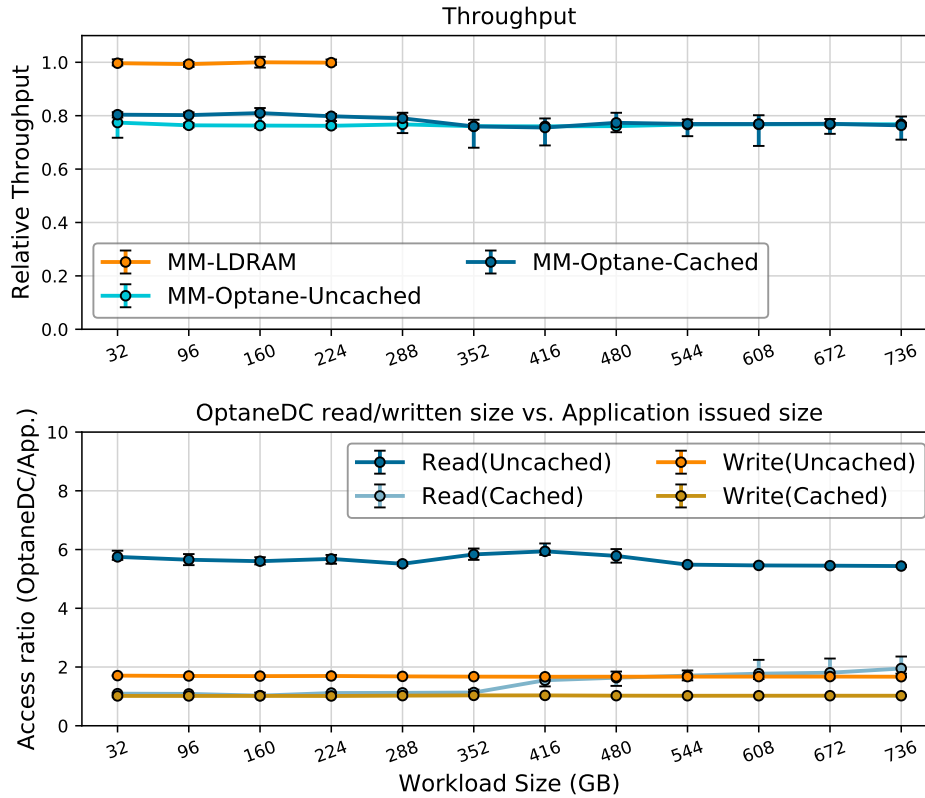 Throughput
Relative Throughput
1.0
0.8
0.6
0.4
0.2
0.0
MM-LDRAM
MM-Optane-Cached
MM-Optane-Uncached
32 96 160 224 288 352 416 480 544 608 672 736
OptaneDC read/written size vs. Application issued size
Access ratio (OptaneDC/App.)
10
8
6
4
2
0
Read(Uncached) Write(Uncached)
Read(Cached) Write(Cached)
32 96 160 224 288 352 416 480 544 608 672 736
Workload Size (GB)